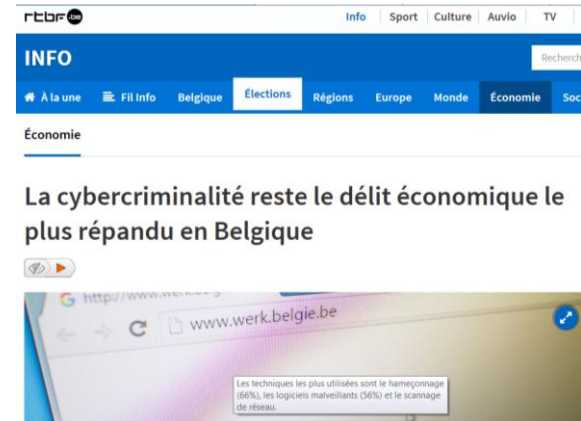 rtbf.be
Info Sport Culture Auvio TV
INFO
Recherch
À la une Fil Info Belgique Élections Régions Europe Monde Économie Soc
Économie
La cybercriminalité reste le délit économique le
plus répandu en Belgique
www.werk.belgie.be
Les techniques les plus utilisées sont le hameçonnage
(66%), les logiciels malveillants (56%) et le scannage
de réseau.